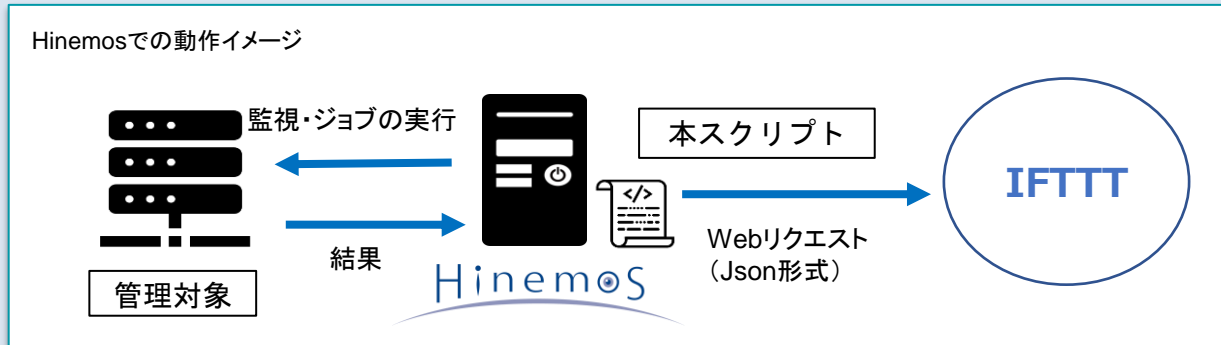 Hinemosでの動作イメージ
監視・ジョブの実行
結果
管理対象
Hinemos
</>
本スクリプト
Webリクエスト
（Json形式）
IFTTT